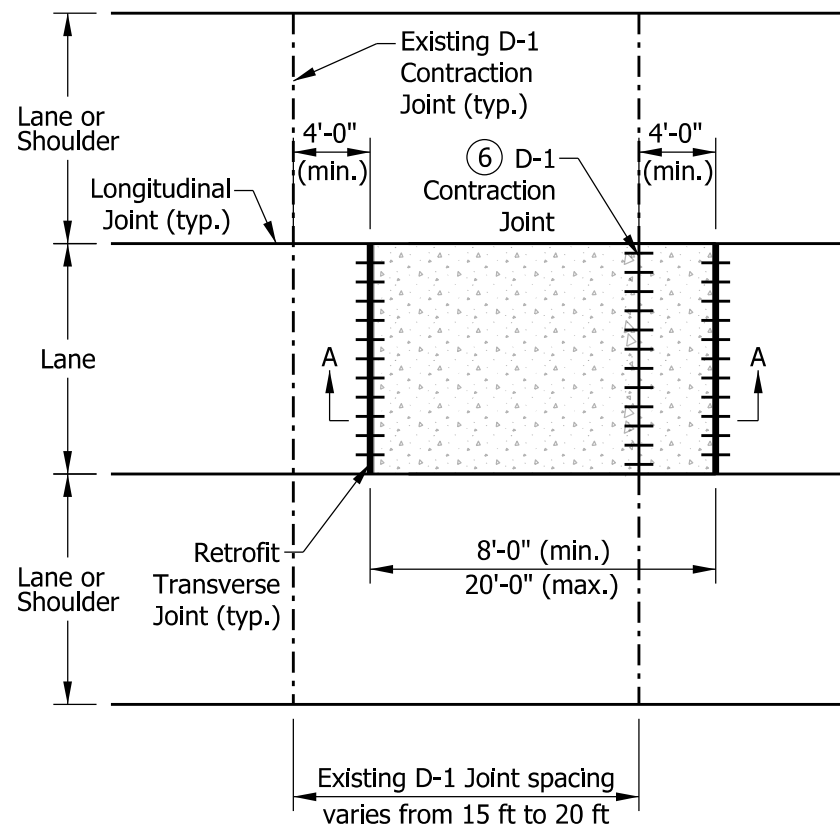 Existing D-1
Contraction
Joint (typ.)
Lane or
Shoulder
4'-0"
(min.)
6 D-1
Contraction
Joint
4'-0"
(min.)
Longitudinal
Joint (typ.)
Lane
A
A
Retrofit
Transverse
Joint (typ.)
8'-0" (min.)
20'-0" (max.)
Lane or
Shoulder
Existing D-1 Joint spacing
varies from 15 ft to 20 ft